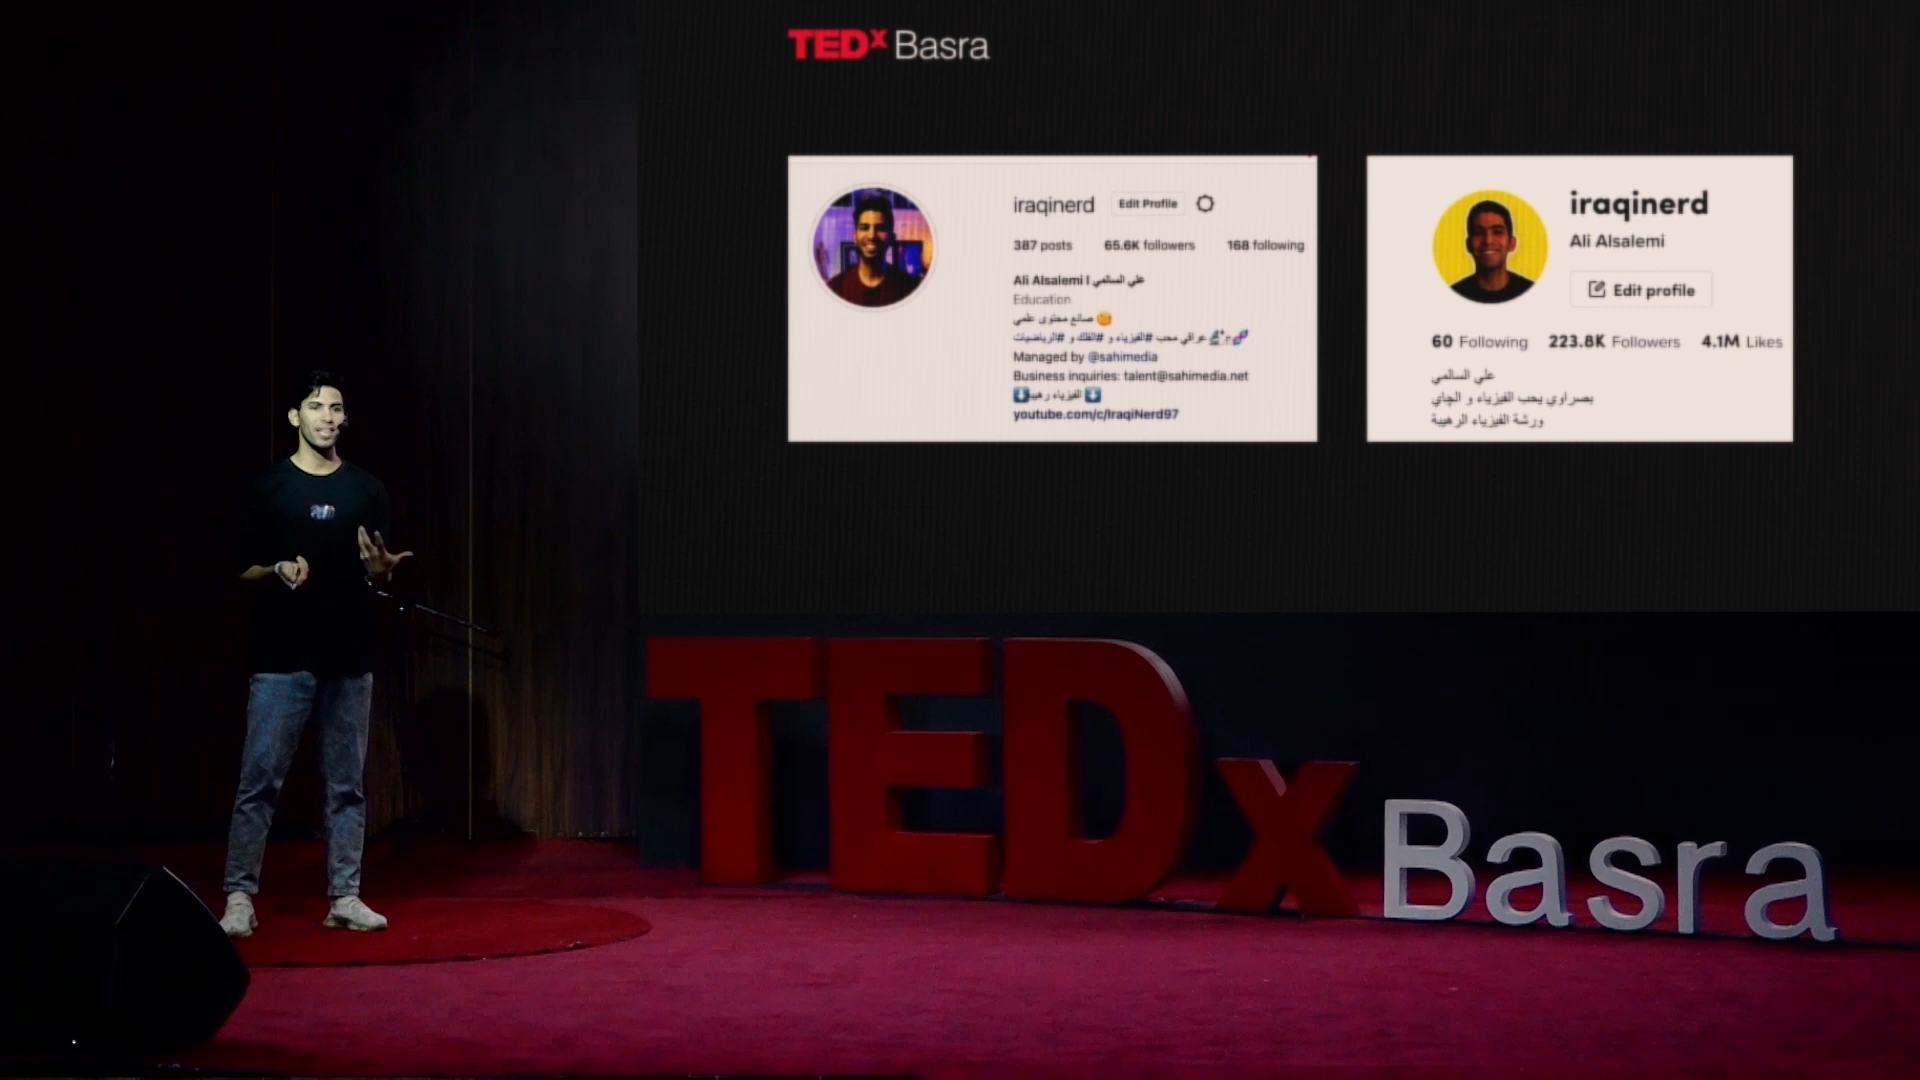 TEDx Basra
iraqinerd Edit Profile
387 posts 65.6K followers 168 following
Ali Alsalemi | علي السالمي
Education
صانع محتوى علمي 🧐
عراقي محب #الفيزياء و #الفلك و #الرياضيات
Managed by @sahimedia
Business inquiries: talent@sahimedia.net
⬇️الفيزياء رهيبة⬇️
youtube.com/c/IraqiNerd97
iraqinerd
Ali Alsalemi
Edit profile
60 Following 223.8K Followers 4.1M Likes
علي السالمي
بصراوي يحب الفيزياء و الچاي
ورشة الفيزياء الرهيبة
TEDx Basra